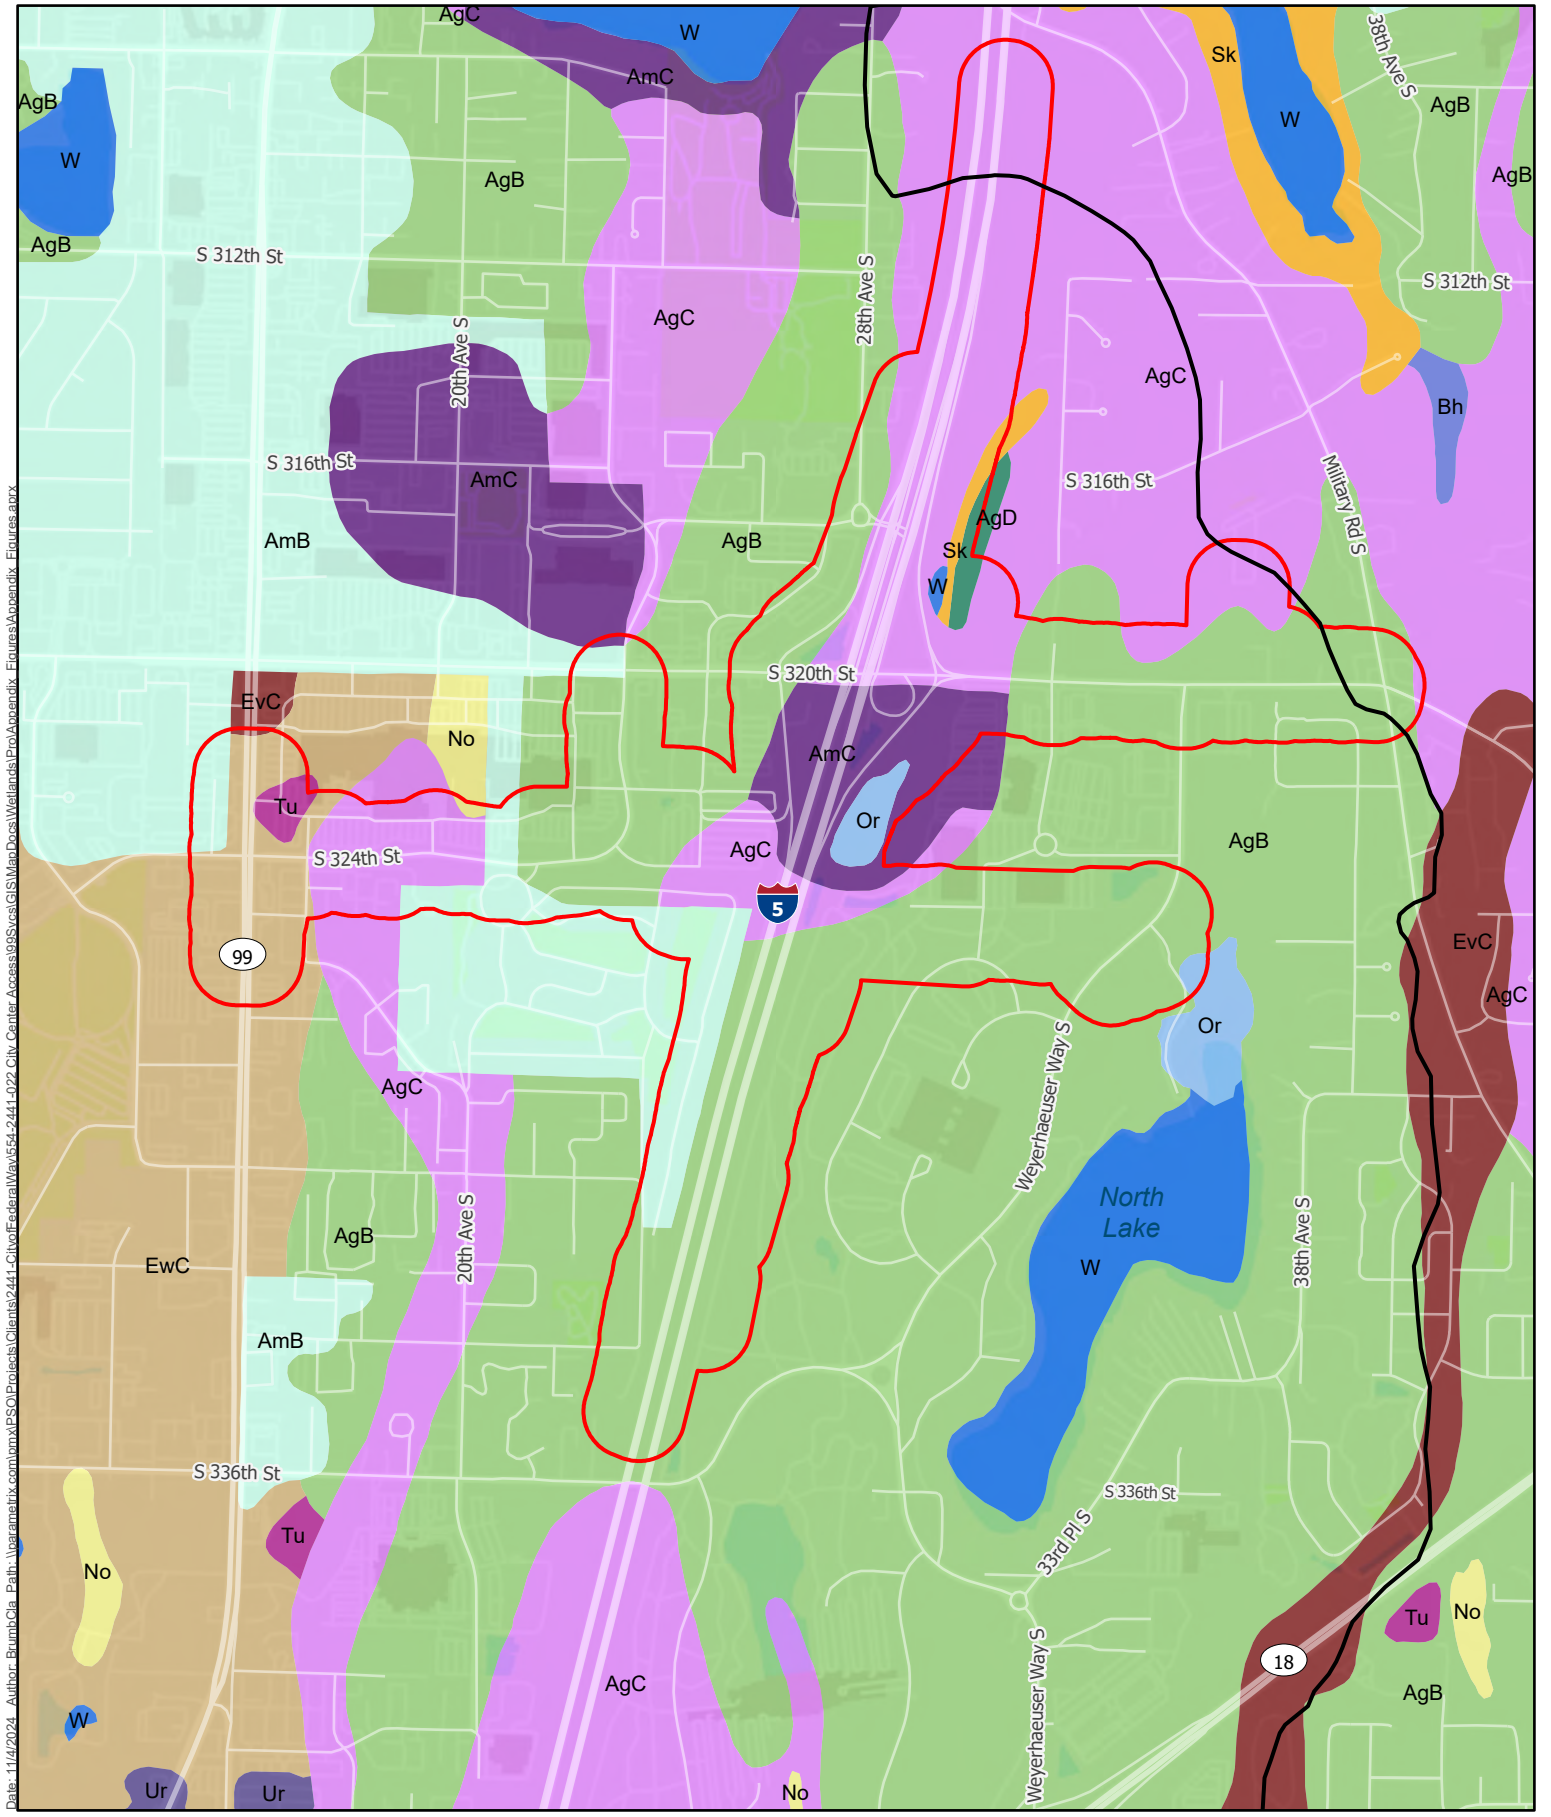 AgC
W
38th Ave S
Sk
AmC
AgB
AgB
W
W
AgB
AgB
AgB
S 312th St
28th Ave S
S 312th St
AgC
20th Ave S
AgC
Bh
S 316th St
AmC
S 316th St
Military Rd S
AgD
AmB
AgB
Sk
W
S 320th St
EvC
No
AmC
Tu
Or
AgB
S 324th St
AgC
5
99
EvC
AgC
Or
Weyerhaeuser Way S
AgC
North
Lake
AgB
20th Ave S
38th Ave S
EwC
W
AmB
S 336th St
S 336th St
33rd Pl S
Tu
No
Tu
No
Weyerhaeuser Way S
18
AgC
AgB
W
Ur
Ur
No
Date: 11/4/2024 Author: BrumbCla Path: \\parametrix.com\pmx\PSO\Projects\Clients\2441-CityofFederalWay\554-2441-022 City Center Access\99Svcs\GIS\MapDocs\Wetlands\Pro\Appendix_Figures\Appendix_Figures.aprx